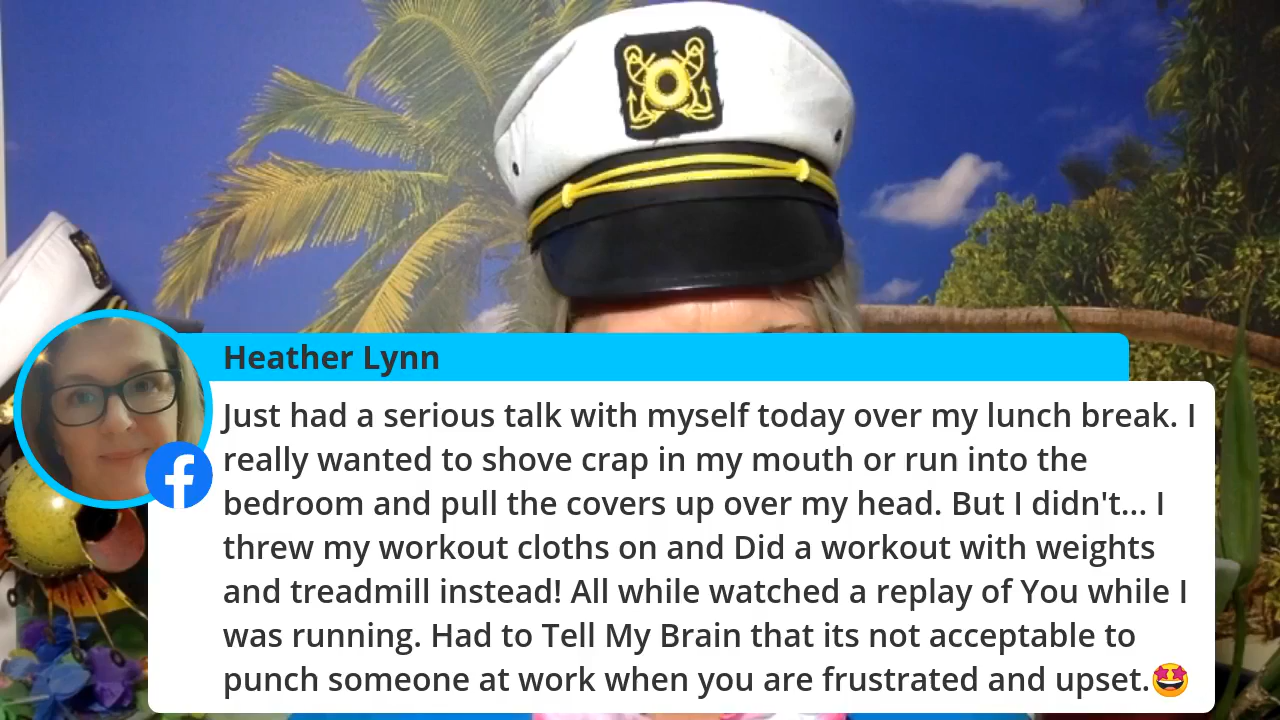 Heather Lynn
Just had a serious talk with myself today over my lunch break. I
really wanted to shove crap in my mouth or run into the
bedroom and pull the covers up over my head. But I didn't... I
threw my workout cloths on and Did a workout with weights
and treadmill instead! All while watched a replay of You while I
was running. Had to Tell My Brain that its not acceptable to
punch someone at work when you are frustrated and upset.🤩